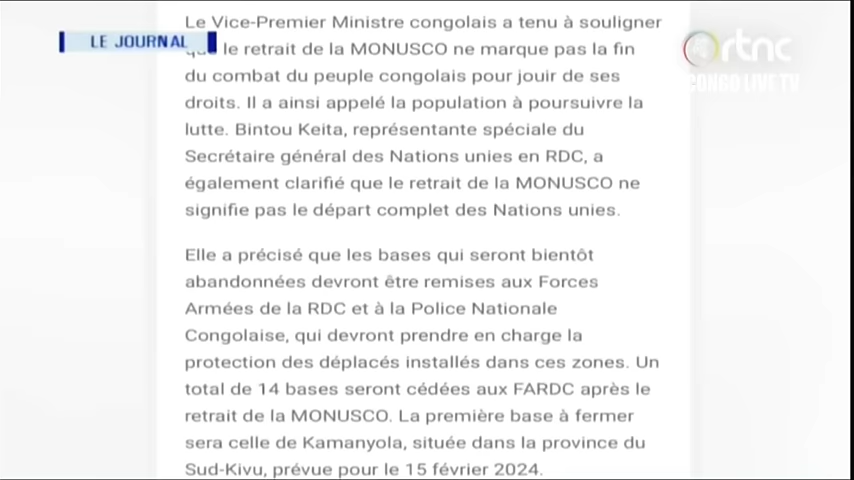 Le Vice-Premier Ministre congolais a tenu à souligner
LE JOURNAL
que le retrait de la MONUSCO ne marque pas la fin
rtnc
du combat du peuple congolais pour jouir de ses
CONGO LIVE TV
droits. Il a ainsi appelé la population à poursuivre la
lutte. Bintou Keita, représentante spéciale du
Secrétaire général des Nations unies en RDC, a
également clarifié que le retrait de la MONUSCO ne
signifie pas le départ complet des Nations unies.
Elle a précisé que les bases qui seront bientôt
abandonnées devront être remises aux Forces
Armées de la RDC et à la Police Nationale
Congolaise, qui devront prendre en charge la
protection des déplacés installés dans ces zones. Un
total de 14 bases seront cédées aux FARDC après le
retrait de la MONUSCO. La première base à fermer
sera celle de Kamanyola, située dans la province du
Sud-Kivu, prévue pour le 15 février 2024.